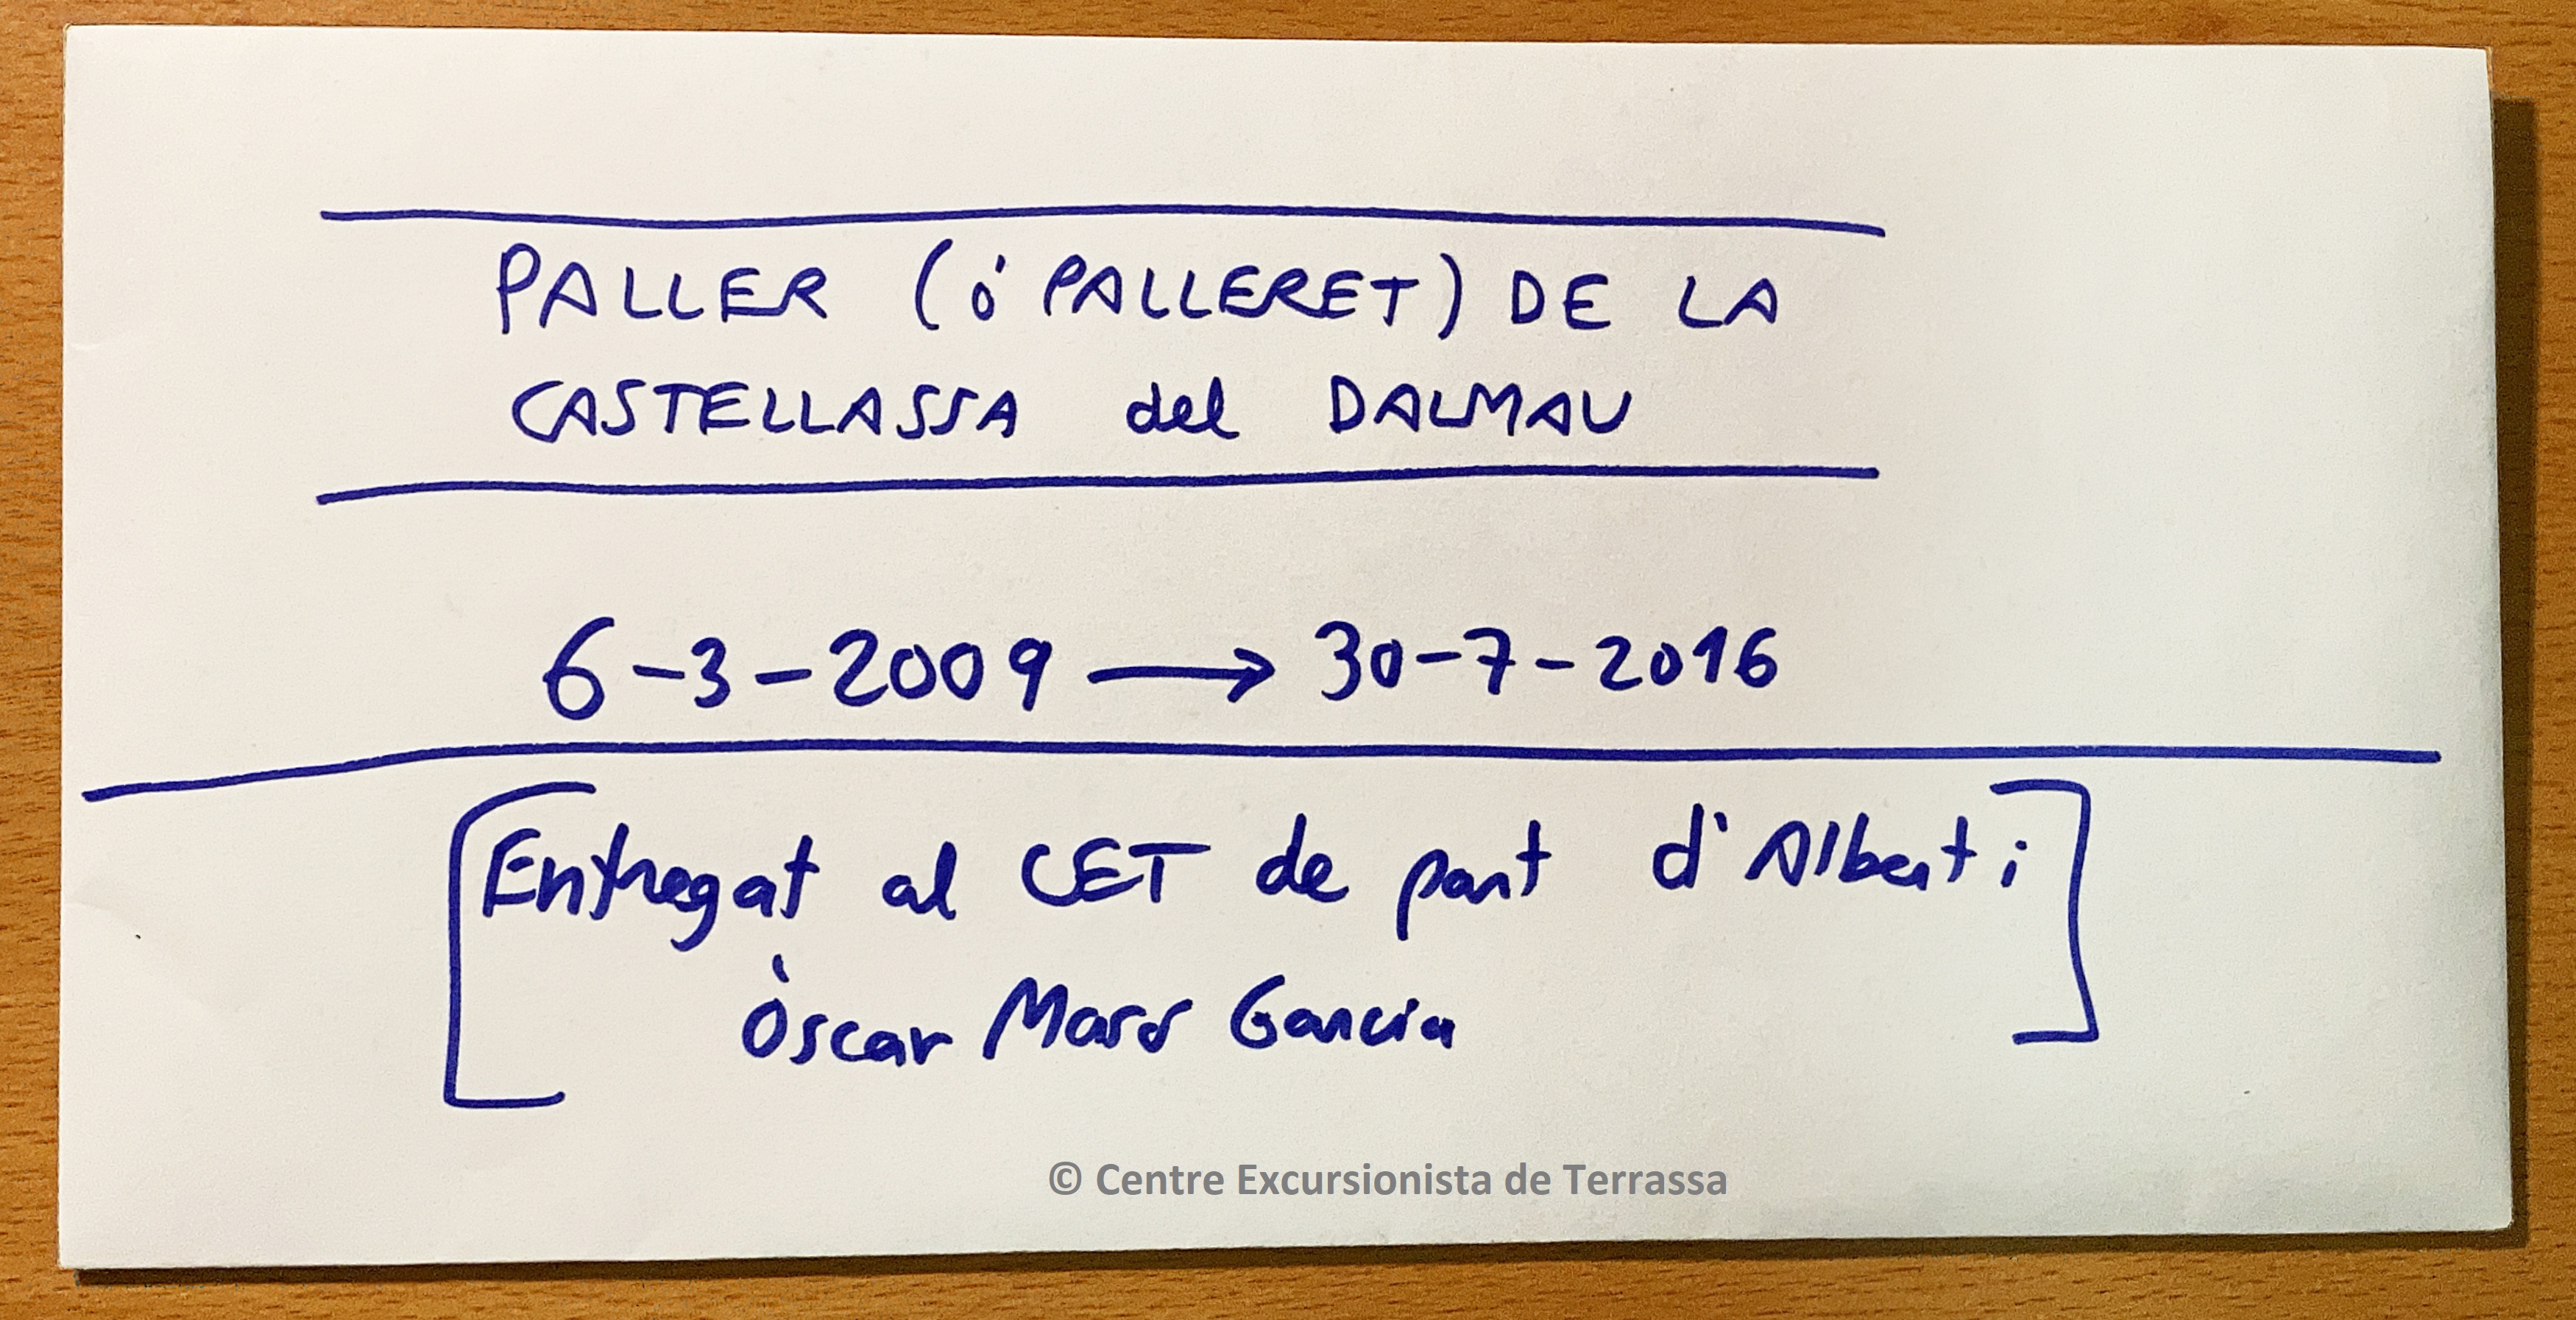 PALLER (ó PALLERET) DE LA
CASTELLASSA del DALMAU
6-3-2009 → 30-7-2016
[Entregat al CET de part d'Albert i
Òscar Masó Garcia]
© Centre Excursionista de Terrassa